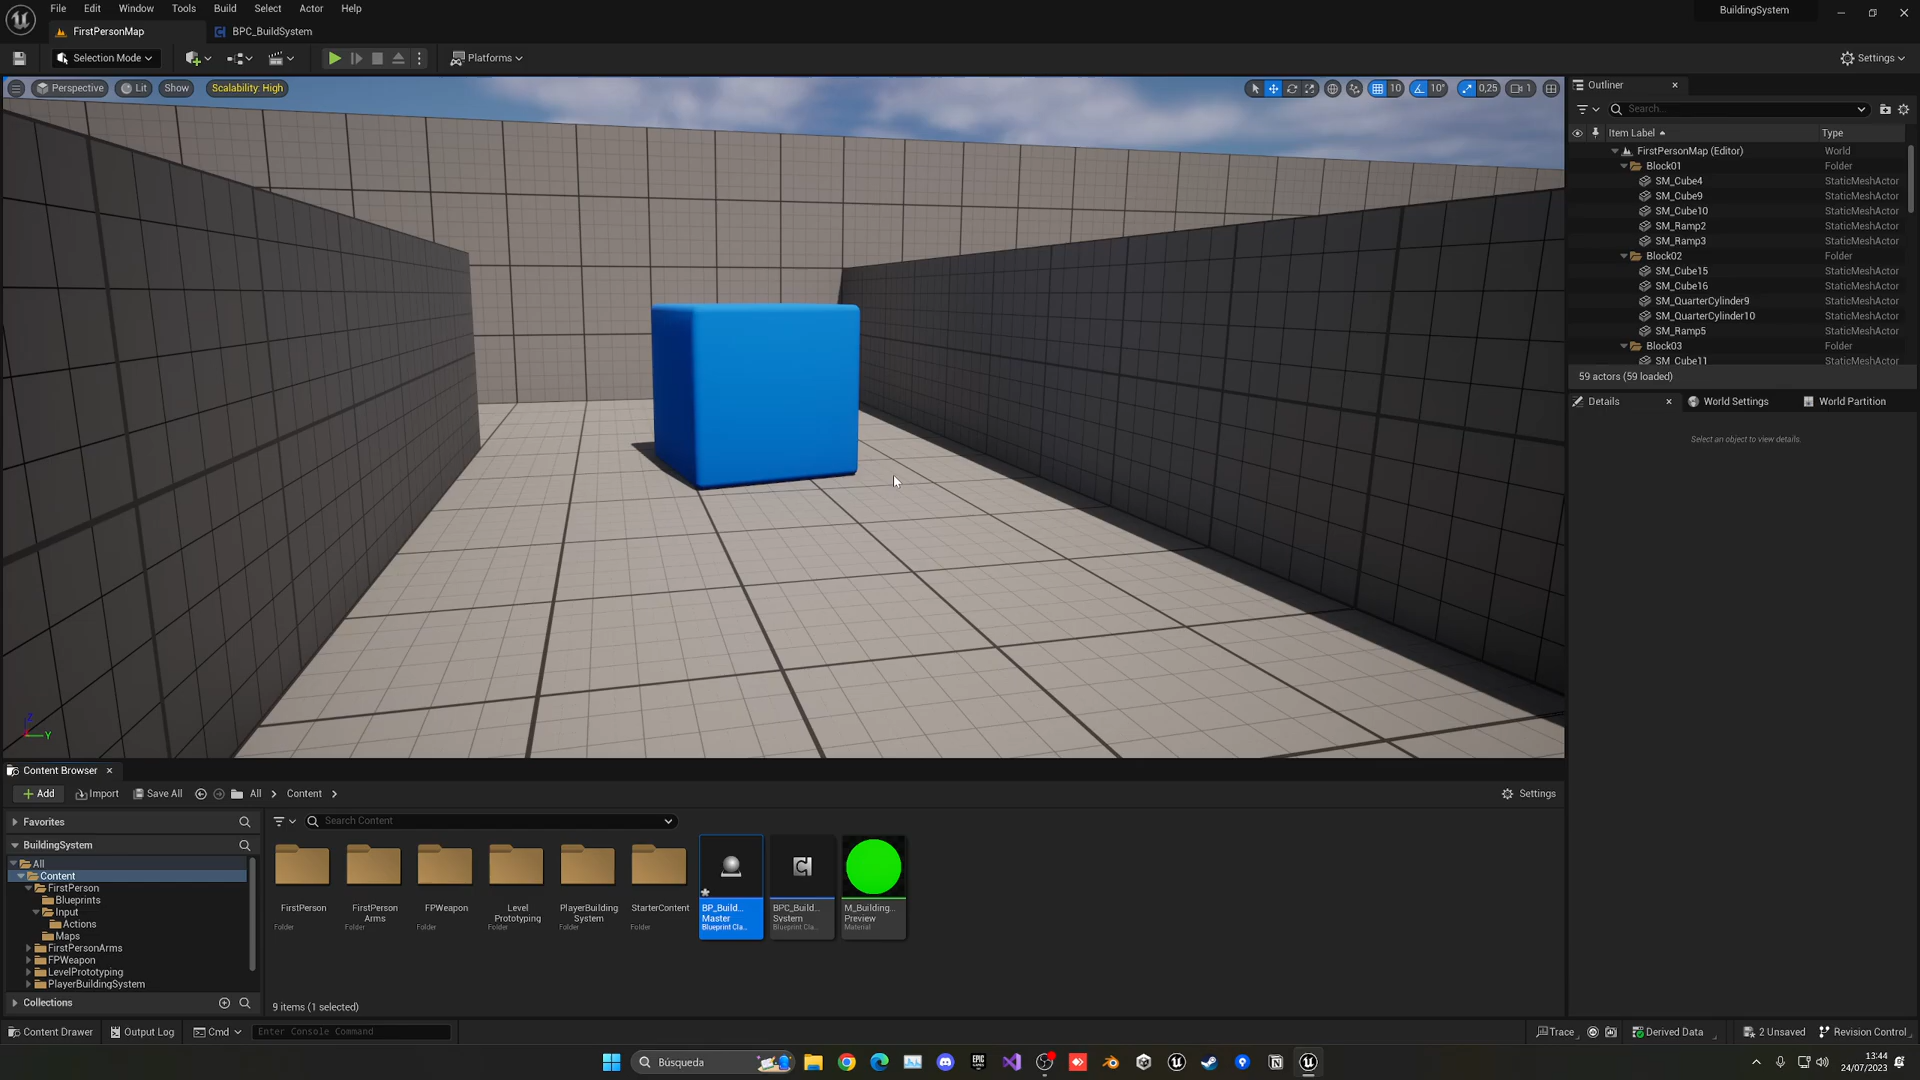 File Edit Window Tools Build Select Actor Help
BuildingSystem
FirstPersonMap
BPC_BuildSystem
Selection Mode
Platforms
Settings
Perspective
Lit
Show
Scalability: High
10
10°
0,25
1
Outliner
Search...
Item Label
Type
FirstPersonMap (Editor) World
Block01 Folder
SM_Cube4 StaticMeshActor
SM_Cube9 StaticMeshActor
SM_Cube10 StaticMeshActor
SM_Ramp2 StaticMeshActor
SM_Ramp3 StaticMeshActor
Block02 Folder
SM_Cube15 StaticMeshActor
SM_Cube16 StaticMeshActor
SM_QuarterCylinder9 StaticMeshActor
SM_QuarterCylinder10 StaticMeshActor
SM_Ramp5 StaticMeshActor
Block03 Folder
SM_Cube11 StaticMeshActor
59 actors (59 loaded)
Details
World Settings
World Partition
Select an object to view details.
Z
Y
Content Browser
Add
Import
Save All
All
Content
Settings
Favorites
BuildingSystem
All
Content
FirstPerson
Blueprints
Input
Actions
Maps
FirstPersonArms
FPWeapon
LevelPrototyping
PlayerBuildingSystem
Collections
Search Content
FirstPerson
Folder
FirstPerson
Arms
Folder
FPWeapon
Folder
Level
Prototyping
Folder
PlayerBuilding
System
Folder
StarterContent
Folder
BP_Build...
Master
Blueprint Cla...
BPC_Build...
System
Blueprint Cla...
M_Building...
Preview
Material
9 items (1 selected)
Content Drawer
Output Log
Cmd
Enter Console Command
Trace
Derived Data
2 Unsaved
Revision Control
Búsqueda
EPIC
GAMES
13:44
24/07/2023